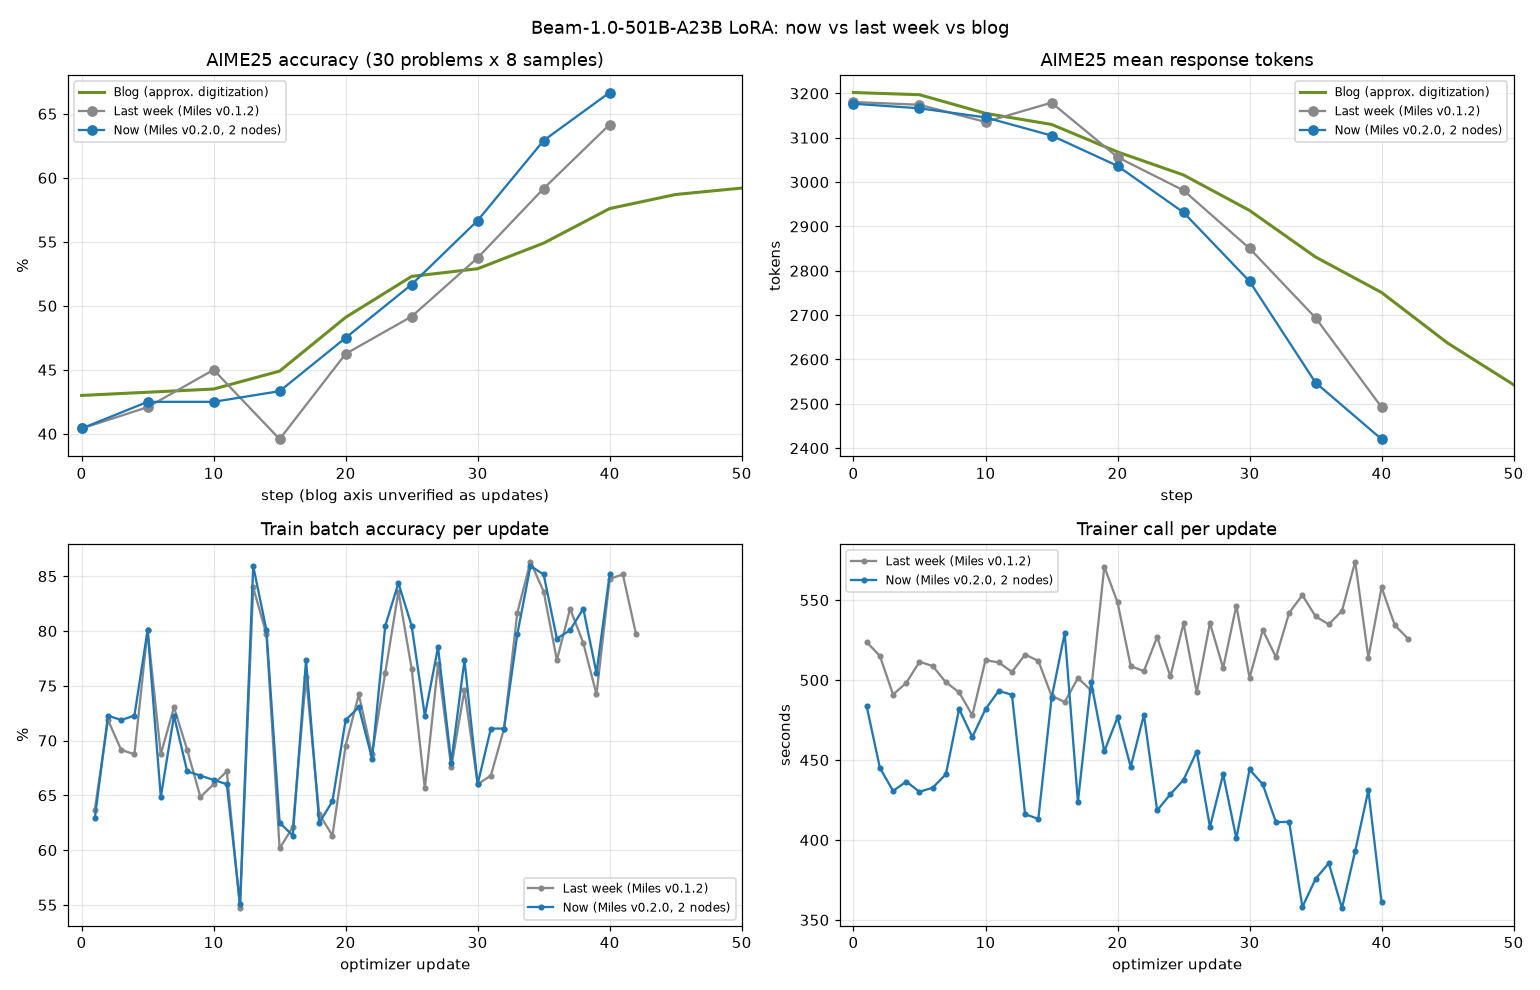 Beam-1.0-501B-A23B LoRA: now vs last week vs blog
AIME25 accuracy (30 problems x 8 samples)
Blog (approx. digitization)
Last week (Miles v0.1.2)
Now (Miles v0.2.0, 2 nodes)
%
65
60
55
50
45
40
0 10 20 30 40 50
step (blog axis unverified as updates)
AIME25 mean response tokens
Blog (approx. digitization)
Last week (Miles v0.1.2)
Now (Miles v0.2.0, 2 nodes)
tokens
3200
3100
3000
2900
2800
2700
2600
2500
2400
0 10 20 30 40 50
step
Train batch accuracy per update
%
85
80
75
70
65
60
55
Last week (Miles v0.1.2)
Now (Miles v0.2.0, 2 nodes)
0 10 20 30 40 50
optimizer update
Trainer call per update
Last week (Miles v0.1.2)
Now (Miles v0.2.0, 2 nodes)
seconds
550
500
450
400
350
0 10 20 30 40 50
optimizer update